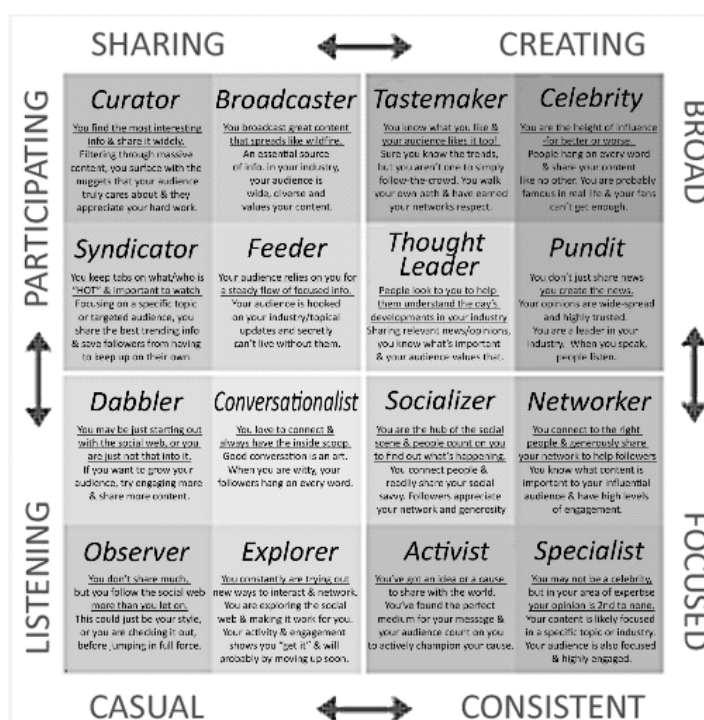 SHARING
CREATING
PARTICIPATING
LISTENING
BROAD
FOCUSED
Curator
You find the most interesting
info & share it widely.
Filtering through massive
content, you surface with the
nuggets that your audience
truly cares about & they
appreciate your hard work.
Broadcaster
You broadcast great content
that spreads like wildfire.
An essential source
of info. in your industry,
your audience is
wide, diverse and
values your content.
Tastemaker
You know what you like &
your audience likes it too!
Sure you know the trends,
but you aren't one to simply
follow-the-crowd. You walk
your own path & have earned
your networks respect.
Celebrity
You are the height of influence
-for better or worse.
People hang on every word
& share your content
like no other. You are probably
famous in real life & your fans
can't get enough.
Syndicator
You keep tabs on what/who is
"HOT" & important to watch
Focusing on a specific topic
or targeted audience, you
share the best trending info
& save followers from having
to keep up on their own.
Feeder
Your audience relies on you for
a steady flow of focused info.
Your audience is hooked
on your industry/topical
updates and secretly
can't live without them.
Thought
Leader
People look to you to help
them understand the day's
developments in your industry
Sharing relevant news/opinions,
you know what's important
& your audience values that.
Pundit
You don't just share news
you create the news.
Your opinions are wide-spread
and highly trusted.
You are a leader in your
industry. When you speak,
people listen.
Dabbler
You may be just starting out
with the social web, or you
are just not that into it.
If you want to grow your
audience, try engaging more
& share more content.
Conversationalist
You love to connect &
always have the inside scoop.
Good conversation is an art.
When you are witty, your
followers hang on every word.
Socializer
You are the hub of the social
scene & people count on you
to find out what's happening.
You connect people &
readily share your social
savvy. Followers appreciate
your network and generosity
Networker
You connect to the right
people & generously share
your network to help followers
You know what content is
important to your influential
audience & have high levels
of engagement.
Observer
You don't share much,
but you follow the social web
more than you let on.
This could just be your style,
or you are checking it out,
before jumping in full force.
Explorer
You constantly are trying out
new ways to interact & network.
You are exploring the social
web & making it work for you.
Your activity & engagement
shows you "get it" & will
probably by moving up soon.
Activist
You've got an idea or a cause
to share with the world.
You've found the perfect
medium for your message &
your audience count on you
to actively champion your cause.
Specialist
You may not be a celebrity,
but in your area of expertise
your opinion is 2nd to none.
Your content is likely focused
in a specific topic or industry.
Your audience is also focused
& highly engaged.
CASUAL
CONSISTENT